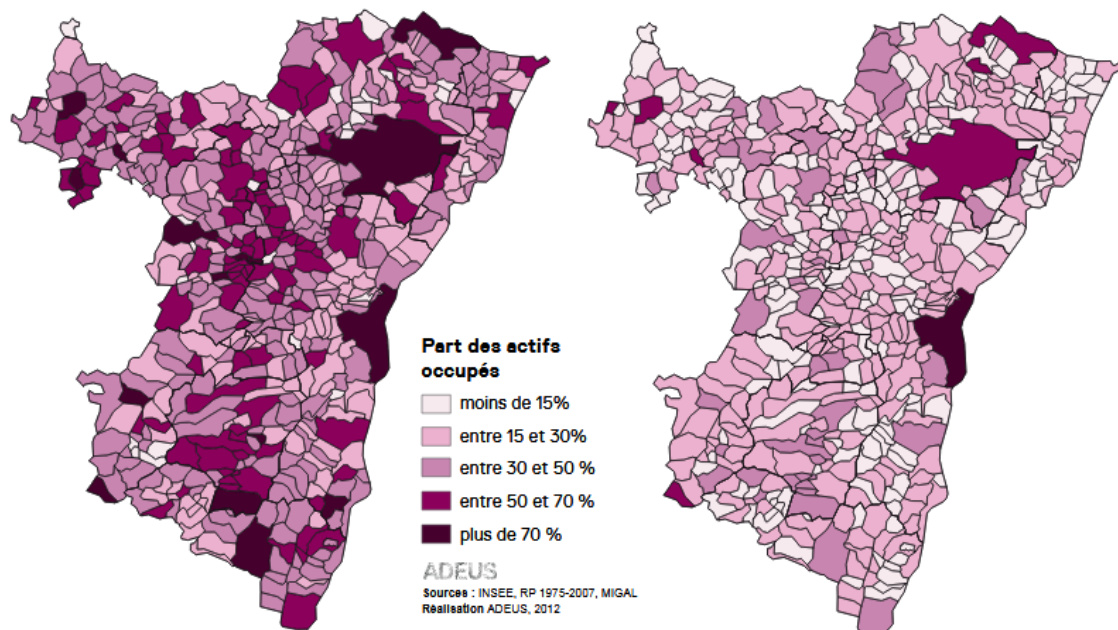 Part des actifs
occupés
moins de 15%
entre 15 et 30%
entre 30 et 50 %
entre 50 et 70 %
plus de 70 %
ADEUS
Sources : INSEE, RP 1975-2007, MIGAL
Réalisation ADEUS, 2012